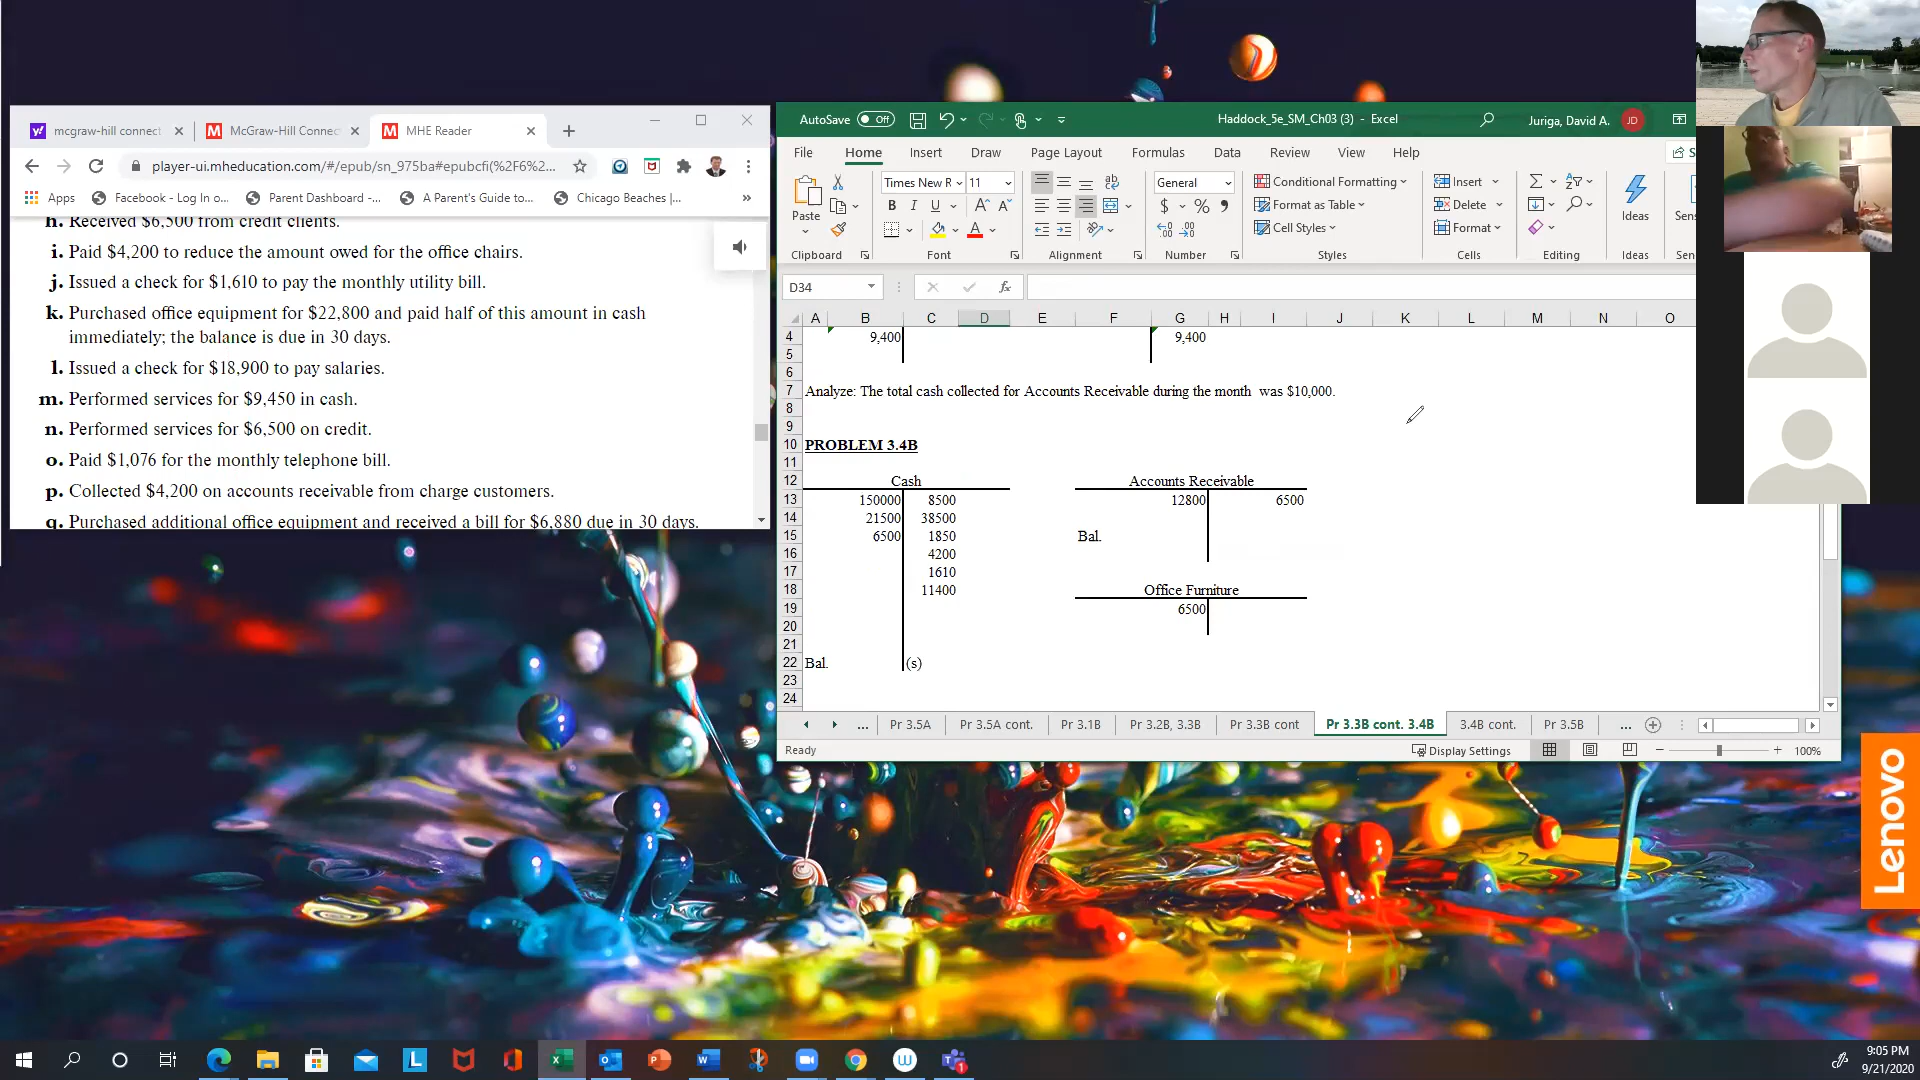 mcgraw-hill connect
McGraw-Hill Connec
MHE Reader
player-ui.mheducation.com/#/epub/sn_975ba#epubcfi(%2F6%2...
Apps
Facebook - Log In o...
Parent Dashboard -...
A Parent's Guide to...
Chicago Beaches |...
»
h. Received $6,500 from credit clients.
i. Paid $4,200 to reduce the amount owed for the office chairs.
j. Issued a check for $1,610 to pay the monthly utility bill.
k. Purchased office equipment for $22,800 and paid half of this amount in cash
immediately; the balance is due in 30 days.
l. Issued a check for $18,900 to pay salaries.
m. Performed services for $9,450 in cash.
n. Performed services for $6,500 on credit.
o. Paid $1,076 for the monthly telephone bill.
p. Collected $4,200 on accounts receivable from charge customers.
q. Purchased additional office equipment and received a bill for $6,880 due in 30 days.
AutoSave Off
Haddock_5e_SM_Ch03 (3) - Excel
Juriga, David A. JD
File Home Insert Draw Page Layout Formulas Data Review View Help S
Paste
Clipboard
Times New R 11
B I U A A
Font
ab
Alignment
General
$ % 9
Number
Conditional Formatting
Format as Table
Cell Styles
Styles
Insert
Delete
Format
Cells
Editing
Ideas
Ideas
Sens
Sen
D34
fx
A B C D E F G H I J K L M N O
4 9,400 9,400
5
6
7 Analyze: The total cash collected for Accounts Receivable during the month was $10,000.
8
9
10 PROBLEM 3.4B
11
12 Cash Accounts Receivable
13 150000 8500 12800 6500
14 21500 38500
15 6500 1850 Bal.
16 4200
17 1610
18 11400 Office Furniture
19 6500
20
21
22 Bal. (s)
23
24
... Pr 3.5A Pr 3.5A cont. Pr 3.1B Pr 3.2B, 3.3B Pr 3.3B cont Pr 3.3B cont. 3.4B 3.4B cont. Pr 3.5B ...
Ready
Display Settings
100%
Lenovo
9:05 PM
9/21/2020